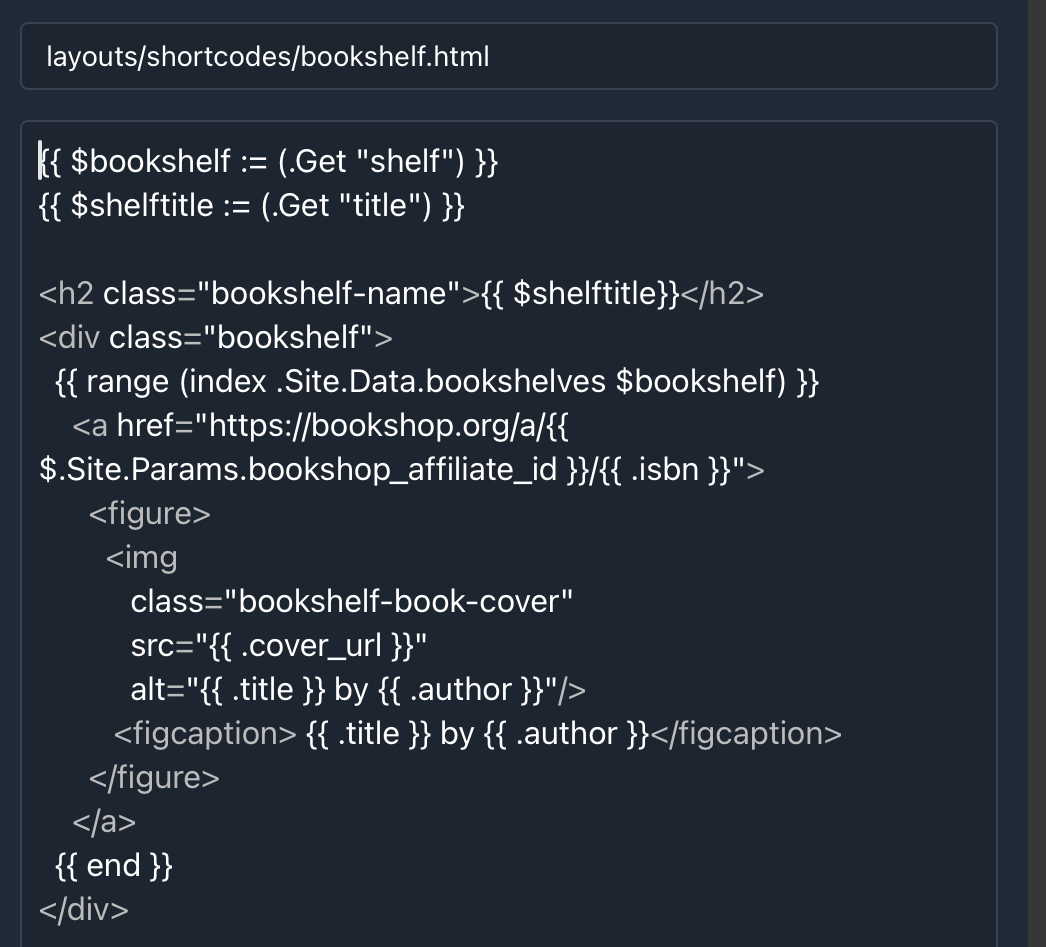 layouts/shortcodes/bookshelf.html
{{ $bookshelf := (.Get "shelf") }}
{{ $shelftitle := (.Get "title") }}
<h2 class="bookshelf-name">{{ $shelftitle}}</h2>
<div class="bookshelf">
{{ range (index .Site.Data.bookshelves $bookshelf) }}
<a href="https://bookshop.org/a/{{
$.Site.Params.bookshop_affiliate_id }}/{{ .isbn }}">
<figure>
<img
class="bookshelf-book-cover"
src="{{ .cover_url }}"
alt="{{ .title }} by {{ .author }}"/>
<figcaption> {{ .title }} by {{ .author }}</figcaption>
</figure>
</a>
{{ end }}
</div>